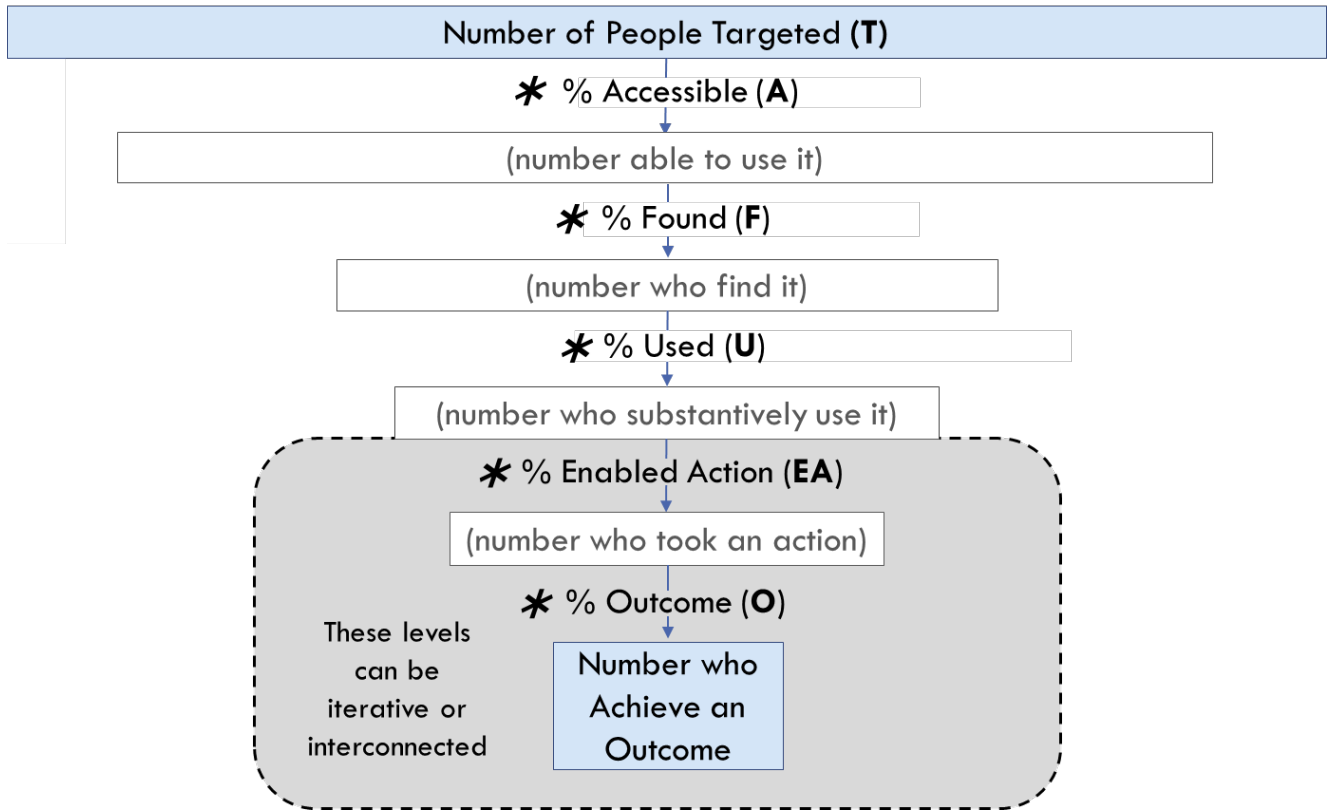 Number of People Targeted (T)
* % Accessible (A)
(number able to use it)
* % Found (F)
(number who find it)
* % Used (U)
(number who substantively use it)
* % Enabled Action (EA)
(number who took an action)
* % Outcome (O)
These levels
can be
iterative or
interconnected
Number who
Achieve an
Outcome